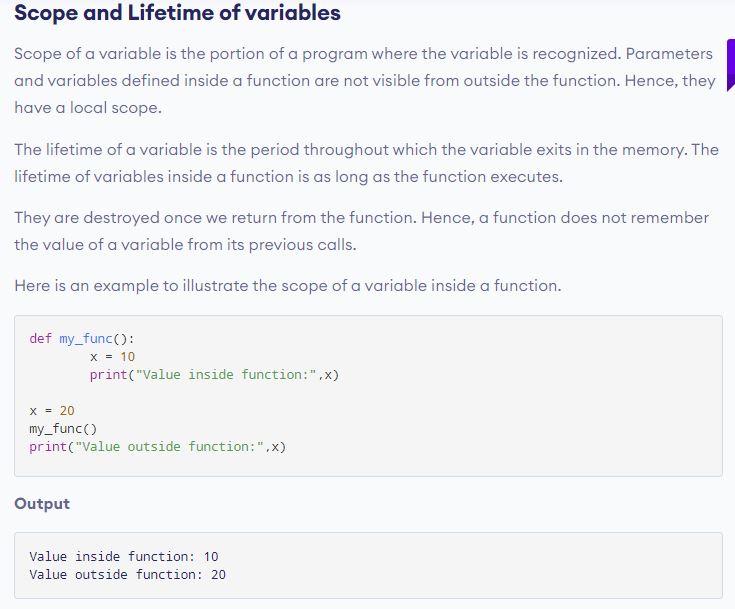 Scope and Lifetime of variables
Scope of a variable is the portion of a program where the variable is recognized. Parameters
and variables defined inside a function are not visible from outside the function. Hence, they
have a local scope.
The lifetime of a variable is the period throughout which the variable exits in the memory. The
lifetime of variables inside a function is as long as the function executes.
They are destroyed once we return from the function. Hence, a function does not remember
the value of a variable from its previous calls.
Here is an example to illustrate the scope of a variable inside a function.
def my_func():
        x = 10
        print("Value inside function:",x)
x = 20
my_func()
print("Value outside function:",x)
Output
Value inside function: 10
Value outside function: 20